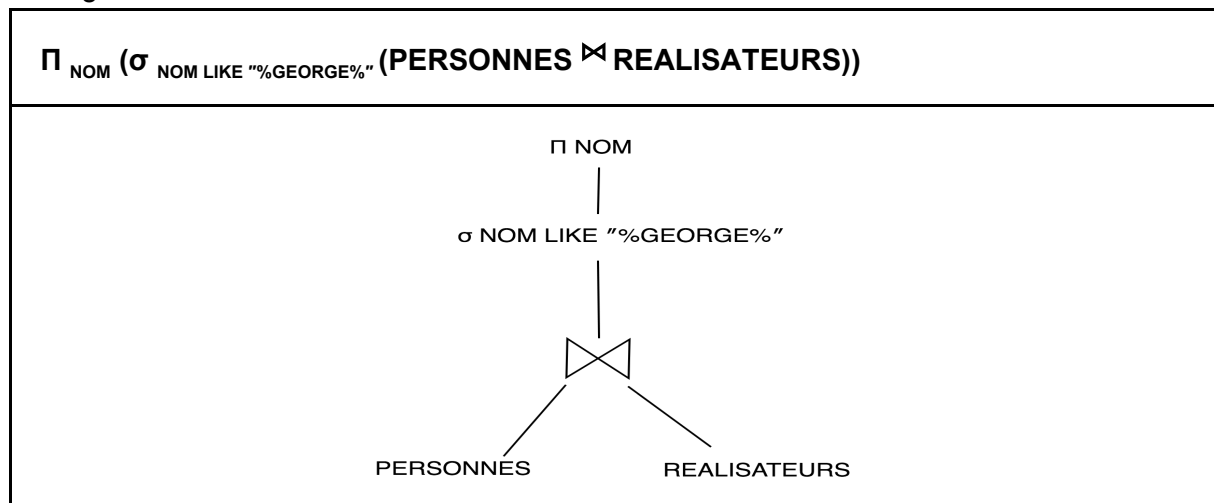 Π NOM (σ NOM LIKE "%GEORGE%" (PERSONNES ⋈ REALISATEURS))
Π NOM
σ NOM LIKE "%GEORGE%"
PERSONNES REALISATEURS